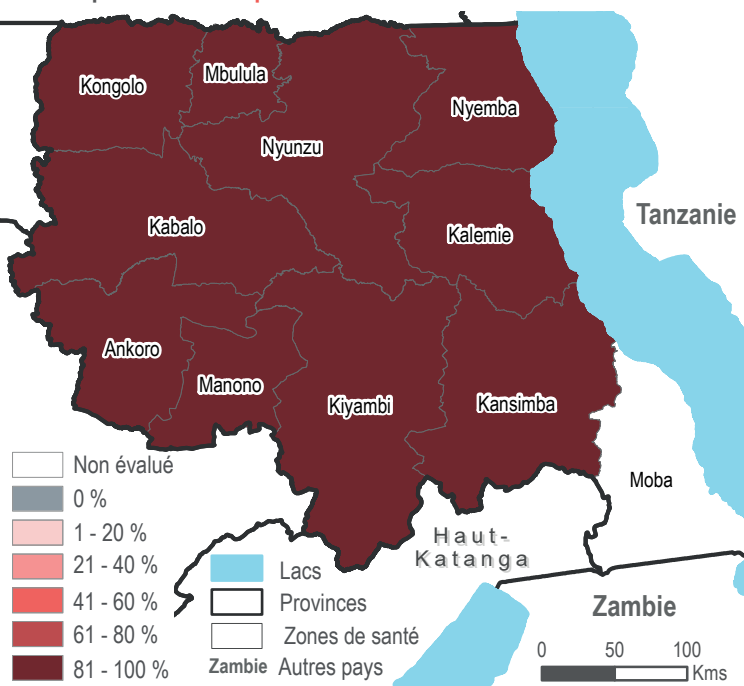 Kongolo
Mbulula
Nyemba
Nyunzu
Tanzanie
Kabalo
Kalemie
Ankoro
Manono
Kiyambi
Kansimba
Moba
Haut-
Katanga
Zambie
Non évalué
0 %
1 - 20 %
21 - 40 %
41 - 60 %
61 - 80 %
81 - 100 %
Lacs
Provinces
Zones de santé
Zambie Autres pays
0 50 100
Kms